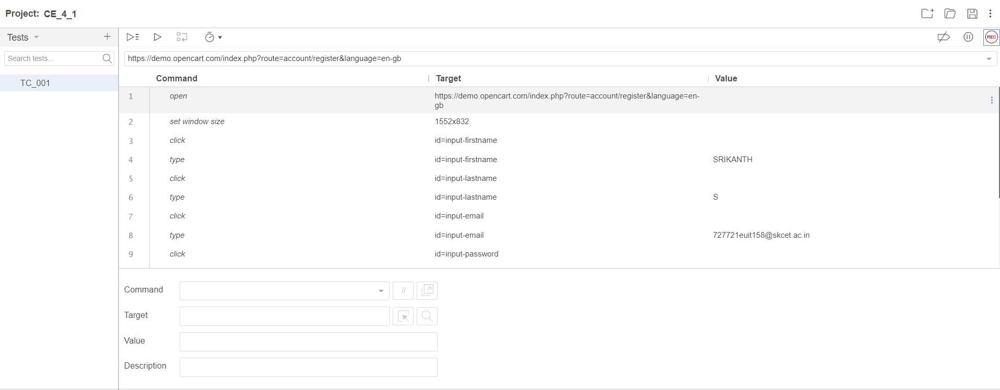 Project: CE_4_1
Tests
Search tests...
TC_001
REC
https://demo.opencart.com/index.php?route=account/register&language=en-gb
Command Target Value
1 open https://demo.opencart.com/index.php?route=account/register&language=en-
gb
2 set window size 1552x832
3 click id=input-firstname
4 type id=input-firstname SRIKANTH
5 click id=input-lastname
6 type id=input-lastname S
7 click id=input-email
8 type id=input-email 727721euit158@skcet.ac.in
9 click id=input-password
Command //
Target
Value
Description